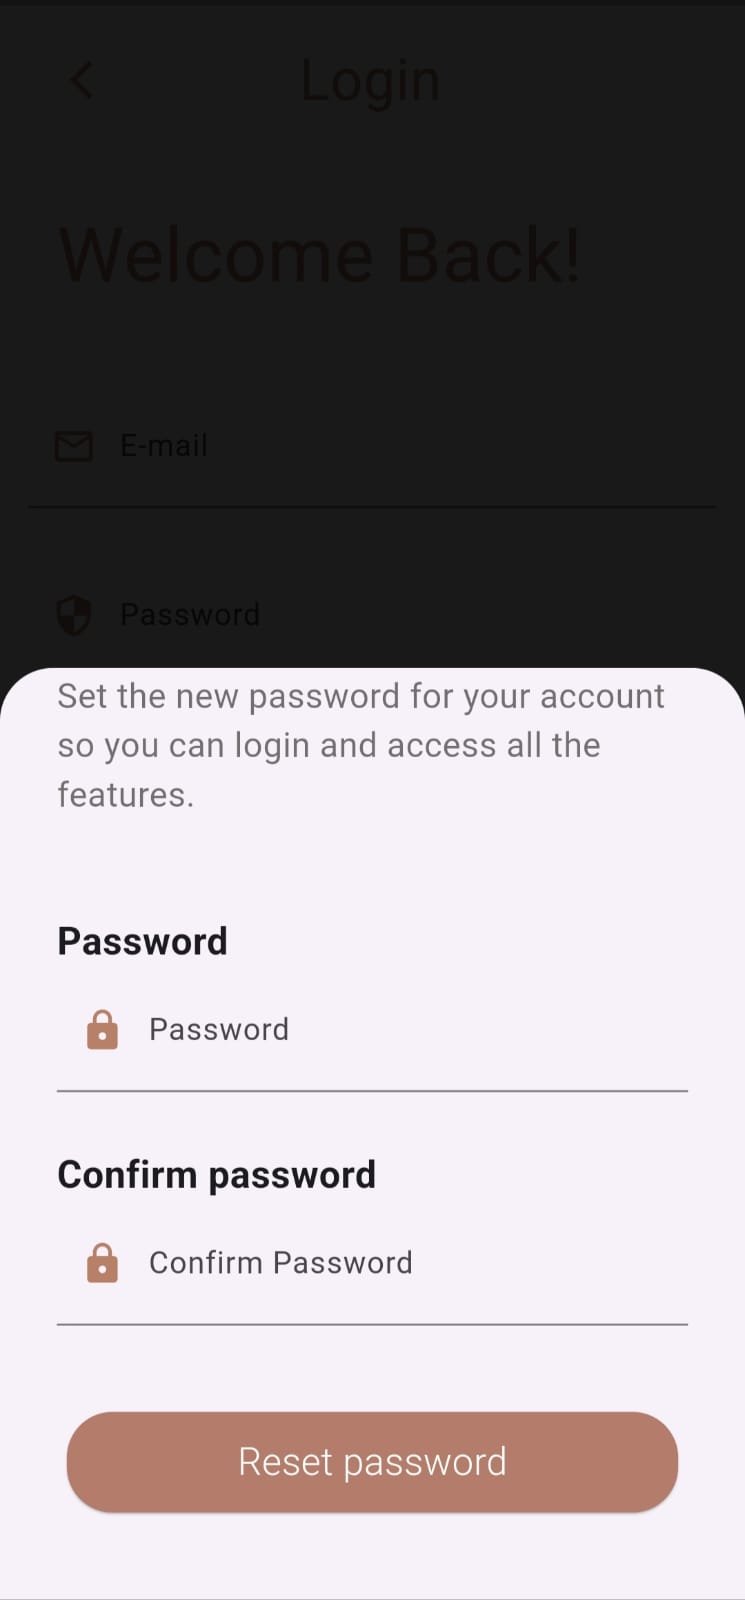 Login
Welcome Back!
E-mail
Password
Set the new password for your account
so you can login and access all the
features.
Password
Password
Confirm password
Confirm Password
Reset password